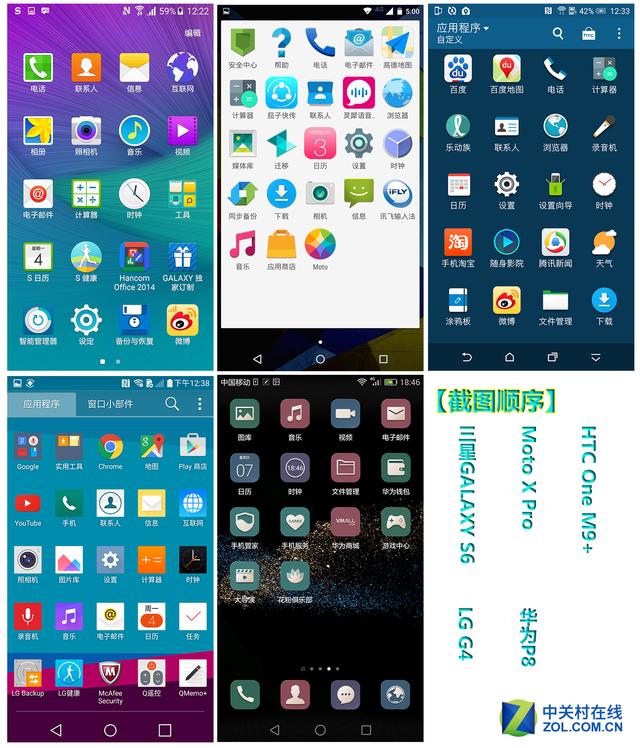 12:22
59%
编辑
电话
联系人
信息
互联网
相册
照相机
音乐
视频
电子邮件
计算器
时钟
工具
星期一
4
S 日历
S 健康
Hancom
Office 2014
GALAXY 独
家订制
智能管理器
设定
备份与恢复
微博
4G
5:00
安全中心
帮助
电话
电子邮件
高德地图
计算器
茄子快传
联系人
灵犀语音..
浏览器
媒体库
迁移
MONDAY
3
日历
设置
时钟
同步备份
下载
相机
信息
iFLY
讯飞输入法
音乐
应用商店
Moto
42%
12:33
应用程序
自定义
htc
du
百度
du
百度地图
电话
计算器
乐动族
联系人
浏览器
录音机
日历
设置
设置向导
时钟
淘
手机淘宝
随身影院
腾讯新闻
天气
涂鸦板
微博
文件管理
下载
下午12:38
应用程序
窗口小部件
Google
实用工具
Chrome
地图
Play 商店
YouTube
手机
联系人
信息
互联网
照相机
图片库
设置
计算器
时钟
录音机
音乐
电子邮件
周一
4
日历
任务
LG Backup
LG健康
McAfee
Security
Q遥控
QMemo+
中国移动
18:46
图库
音乐
视频
电子邮件
07
日历
18:46
时钟
文件管理
华为钱包
手机管家
CARES
手机服务
VMALL
华为商城
游戏中心
大导演
花粉俱乐部
【截图顺序】
三星GALAXY S6
Moto X Pro
HTC One M9+
LG G4
华为P8
中关村在线
ZOL.COM.CN